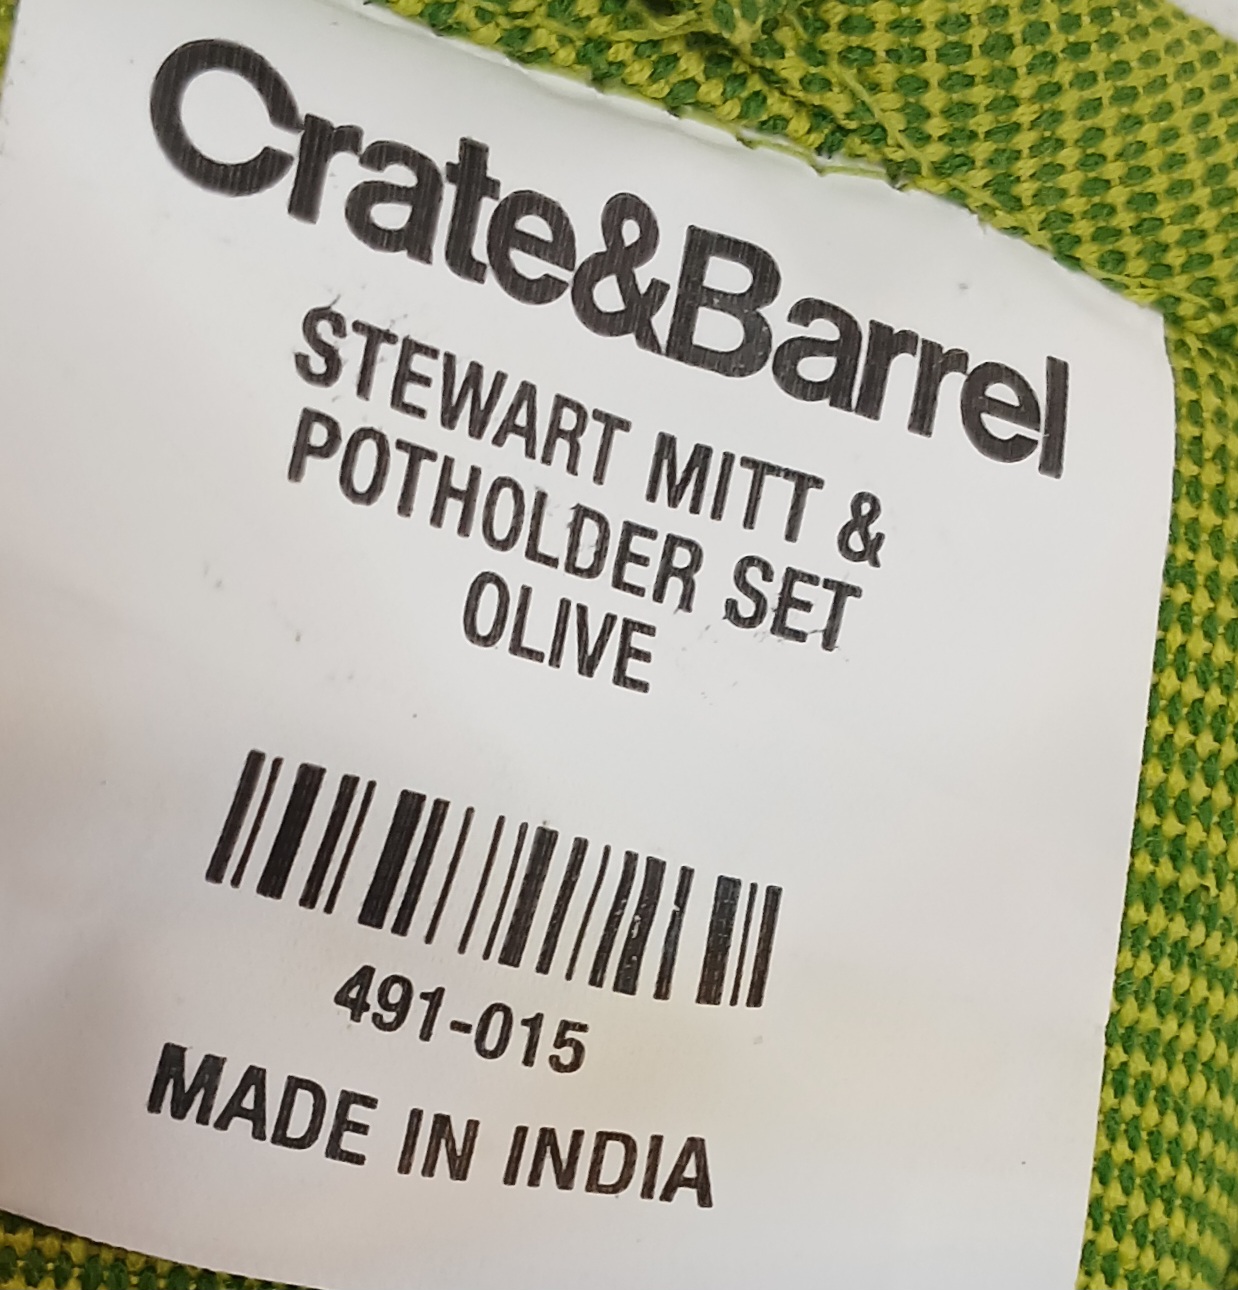 Crate&Barrel
STEWART MITT &
POTHOLDER SET
OLIVE
491-015
MADE IN INDIA